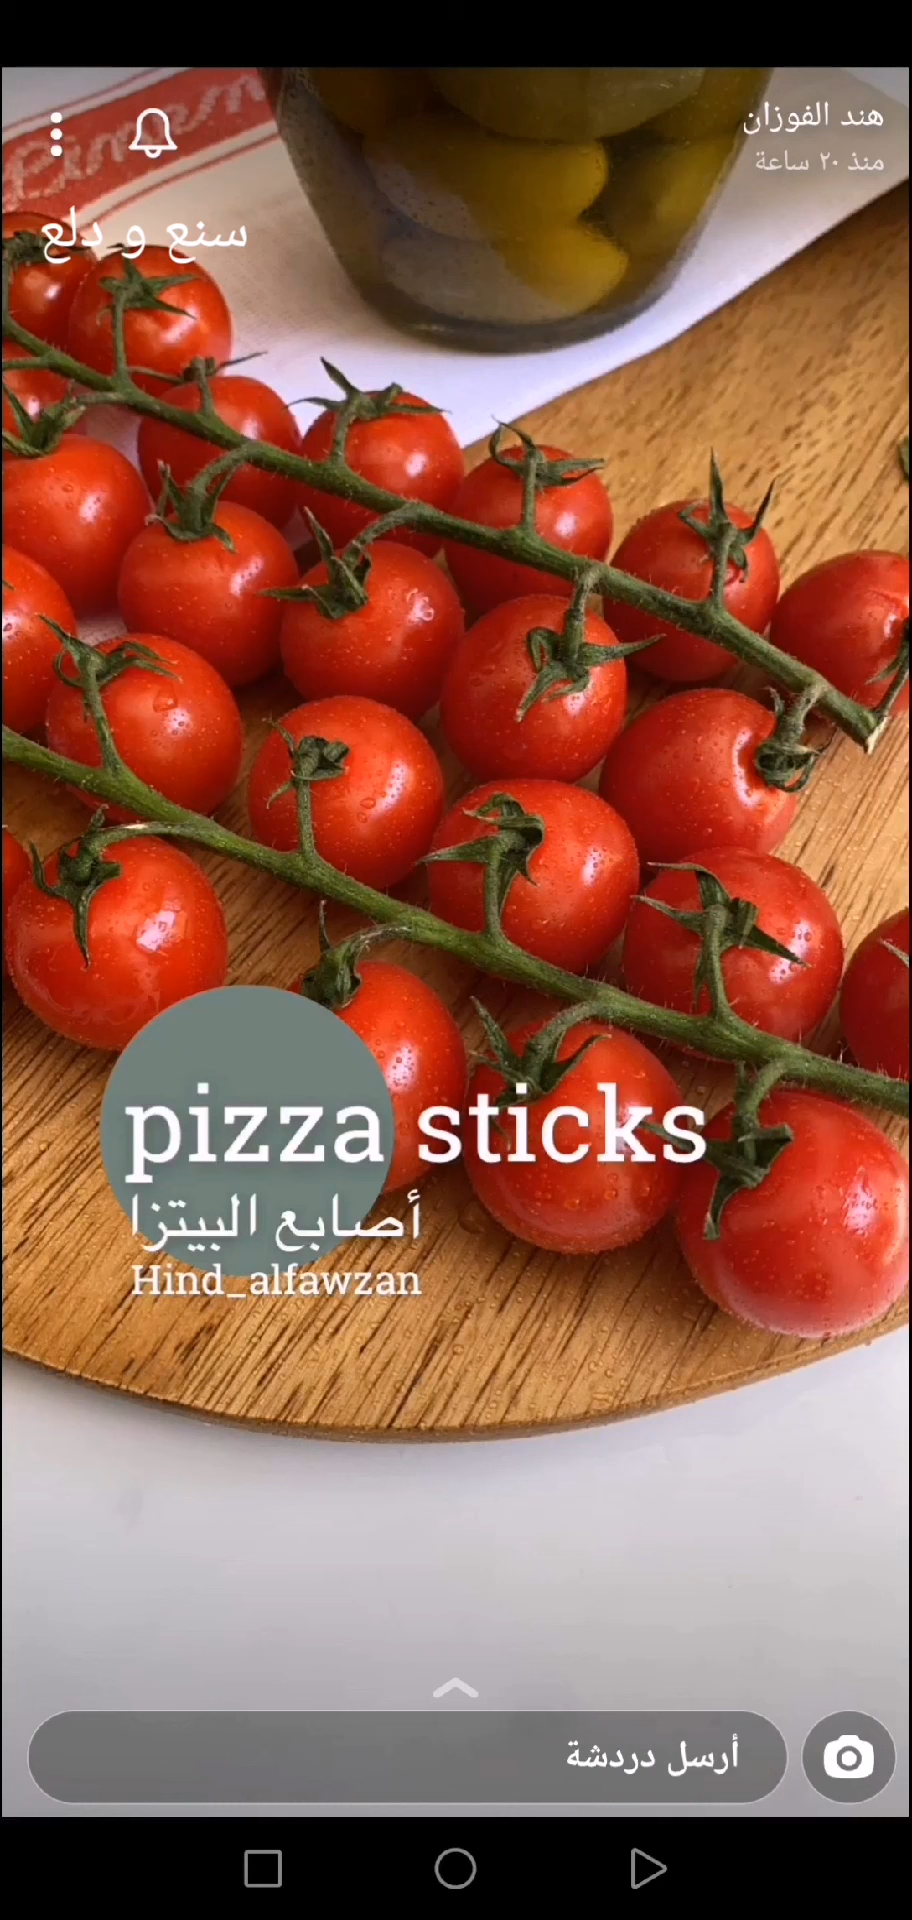 هند الفوزان
منذ ٢٠ ساعة
سنع و دلع
pizza sticks
أصابع البيتزا
Hind_alfawzan
أرسل دردشة